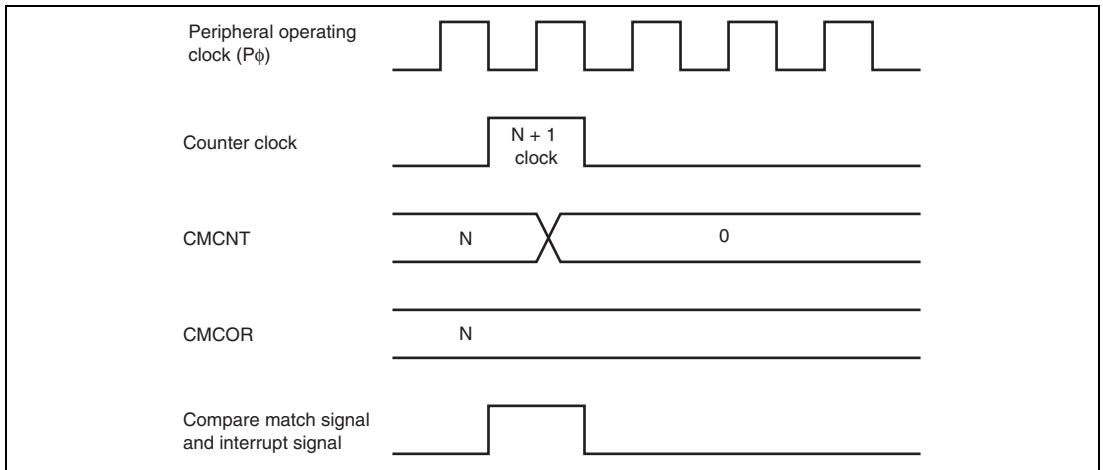 Peripheral operating
clock (Pϕ)
Counter clock
N + 1
clock
CMCNT
N
0
CMCOR
N
Compare match signal
and interrupt signal